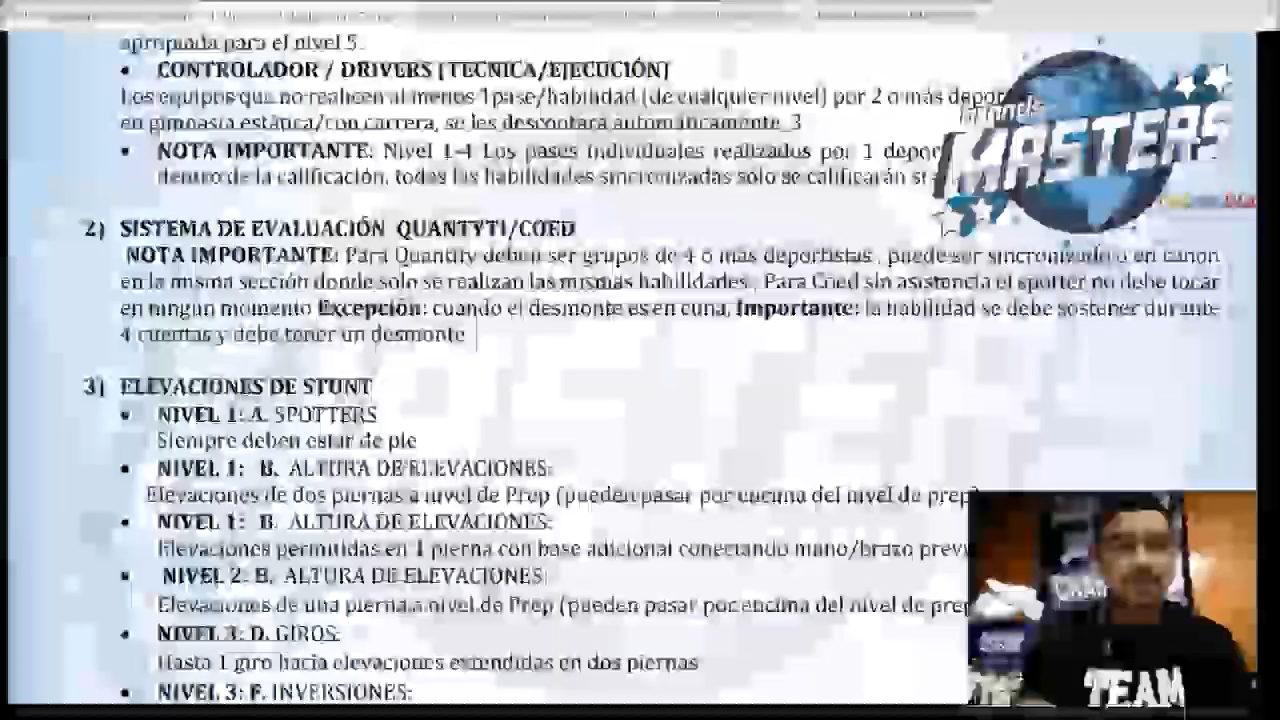 apropiada para el nivel 5.
• CONTROLADOR / DRIVERS [TECNICA/EJECUCIÓN]
Los equipos que no realicen al menos 1pase/habilidad (de cualquier nivel) por 2 o más depor
en gimnasia estática/con carrera, se les descontará automáticamente .3
• NOTA IMPORTANTE: Nivel 1-4 Los pases individuales realizados por 1 depor
dentro de la calificación, todas las habilidades sincronizadas solo se calificarán
MASTERS
2) SISTEMA DE EVALUACIÓN QUANTYTI/COED
NOTA IMPORTANTE: Para Quantity deben ser grupos de 4 o más deportistas , puede ser sincronizado o en canon
en la misma sección donde solo se realizan las mismas habilidades. Para Coed sin asistencia el spotter no debe tocar
en ningún momento Excepción: cuando el desmonte es en cuna, Importante: la habilidad se debe sostener durante
4 cuentas y debe tener un desmonte
3) ELEVACIONES DE STUNT
• NIVEL 1: A. SPOTTERS
Siempre deben estar de pie
• NIVEL 1: B. ALTURA DE ELEVACIONES:
Elevaciones de dos piernas a nivel de Prep (pueden pasar por encima del nivel de prep)
• NIVEL 1: B. ALTURA DE ELEVACIONES:
Elevaciones permitidas en 1 pierna con base adicional conectando mano/brazo
• NIVEL 2: B. ALTURA DE ELEVACIONES
Elevaciones de una pierna a nivel de Prep (pueden pasar por encima del nivel de prep
• NIVEL 3: D. GIROS:
Hasta 1 giro hacia elevaciones extendidas en dos piernas
• NIVEL 3: F. INVERSIONES:
TEAM